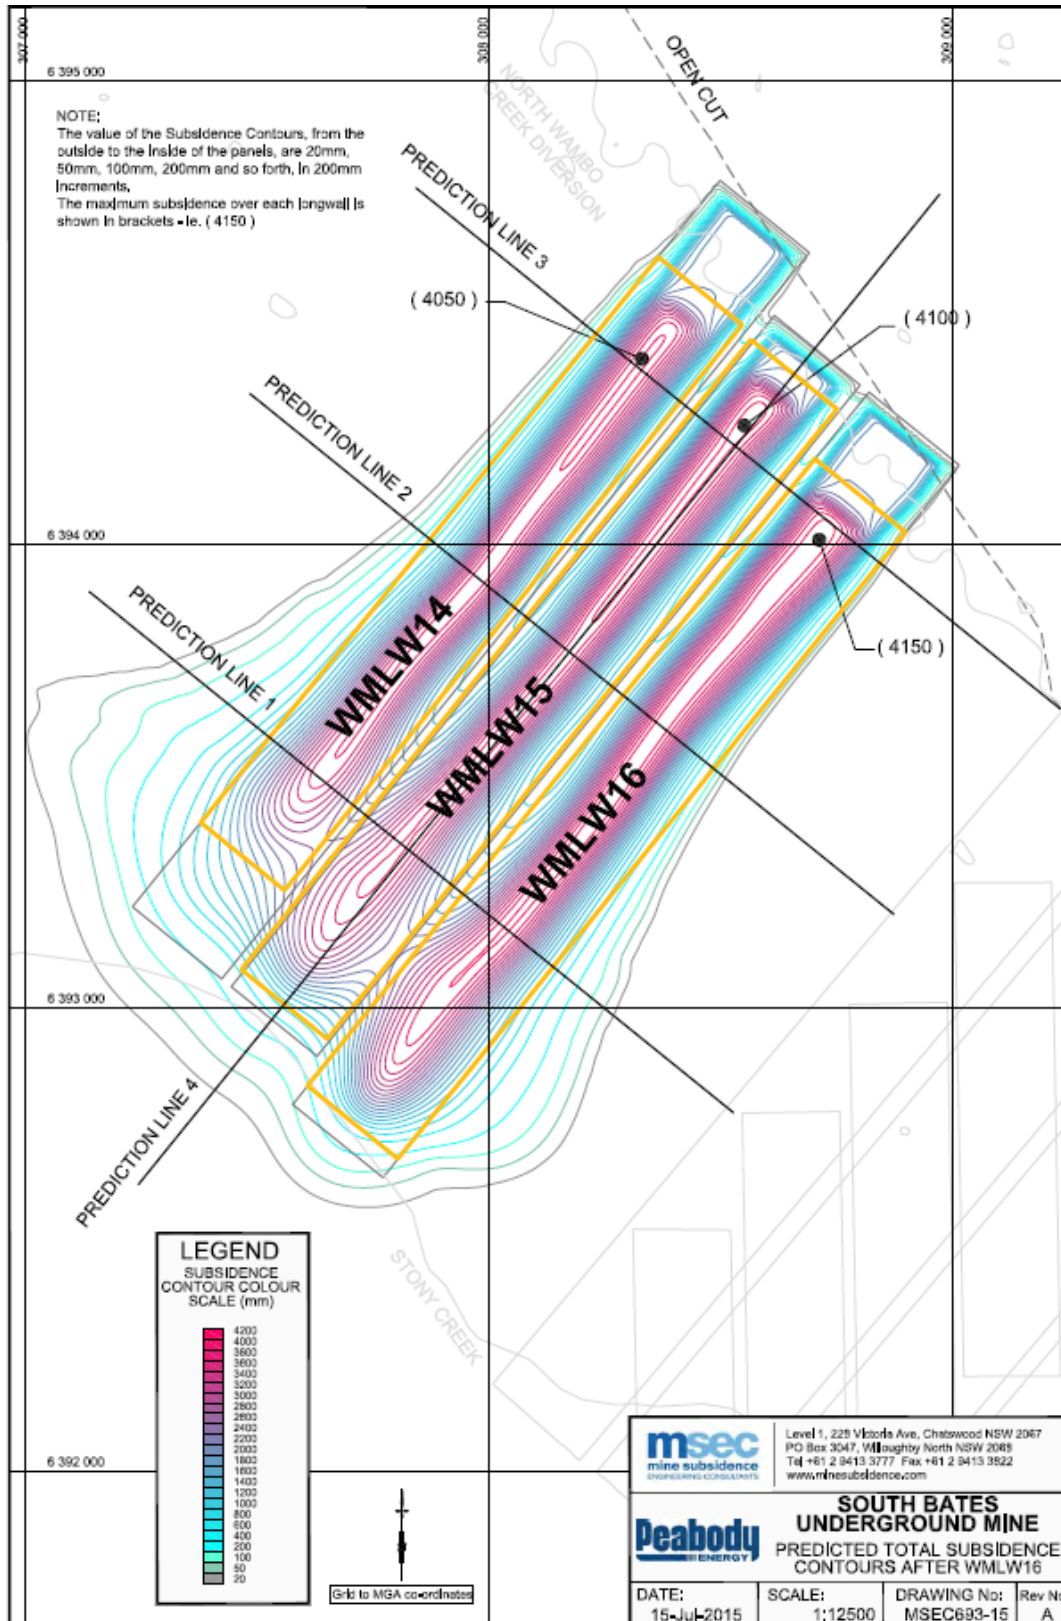 307 000
308 000
309 000
6 395 000
OPEN CUT
NORTH WAMBO
CREEK DIVERSION
NOTE:
The value of the Subsidence Contours, from the
outside to the inside of the panels, are 20mm,
50mm, 100mm, 200mm and so forth, in 200mm
increments.
The maximum subsidence over each longwall is
shown in brackets - ie. ( 4150 )
PREDICTION LINE 3
( 4050 )
( 4100 )
PREDICTION LINE 2
6 394 000
PREDICTION LINE 1
( 4150 )
WMLW14
WMLW15
WMLW16
6 393 000
PREDICTION LINE 4
STONY CREEK
LEGEND
SUBSIDENCE
CONTOUR COLOUR
SCALE (mm)
4200
4000
3800
3600
3400
3200
3000
2800
2400
2200
2000
1800
1600
1400
1200
1000
800
600
400
200
100
50
20
6 392 000
Grid to MGA co-ordinates
msec
mine subsidence
ENGINEERING CONSULTANTS
Level 1, 228 Victoria Ave, Chatswood NSW 2067
PO Box 3047, Willoughby North NSW 2068
Tel +61 2 9413 3777 Fax +61 2 9413 3822
www.minesubsidence.com
Peabody
ENERGY
SOUTH BATES
UNDERGROUND MINE
PREDICTED TOTAL SUBSIDENCE
CONTOURS AFTER WMLW16
DATE:
15-Jul-2015
SCALE:
1:12500
DRAWING No:
MSEC693-15
Rev No
A